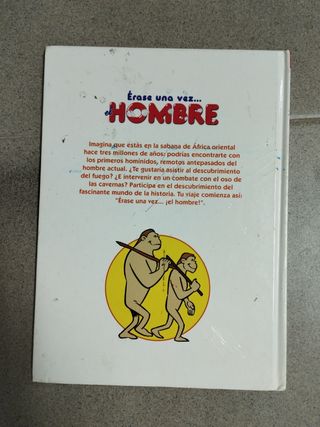 Érase una vez...
el HOMBRE
Imagina que estás en la sabana de África oriental
hace tres millones de años; podrías encontrarte con
los primeros homínidos, remotos antepasados del
hombre actual. ¿Te gustaría asistir al descubrimiento
del fuego? ¿E intervenir en un combate con el oso de
las cavernas? Participa en el descubrimiento del
fascinante mundo de la historia. Tu viaje comienza así:
"Érase una vez... ¡el hombre!".